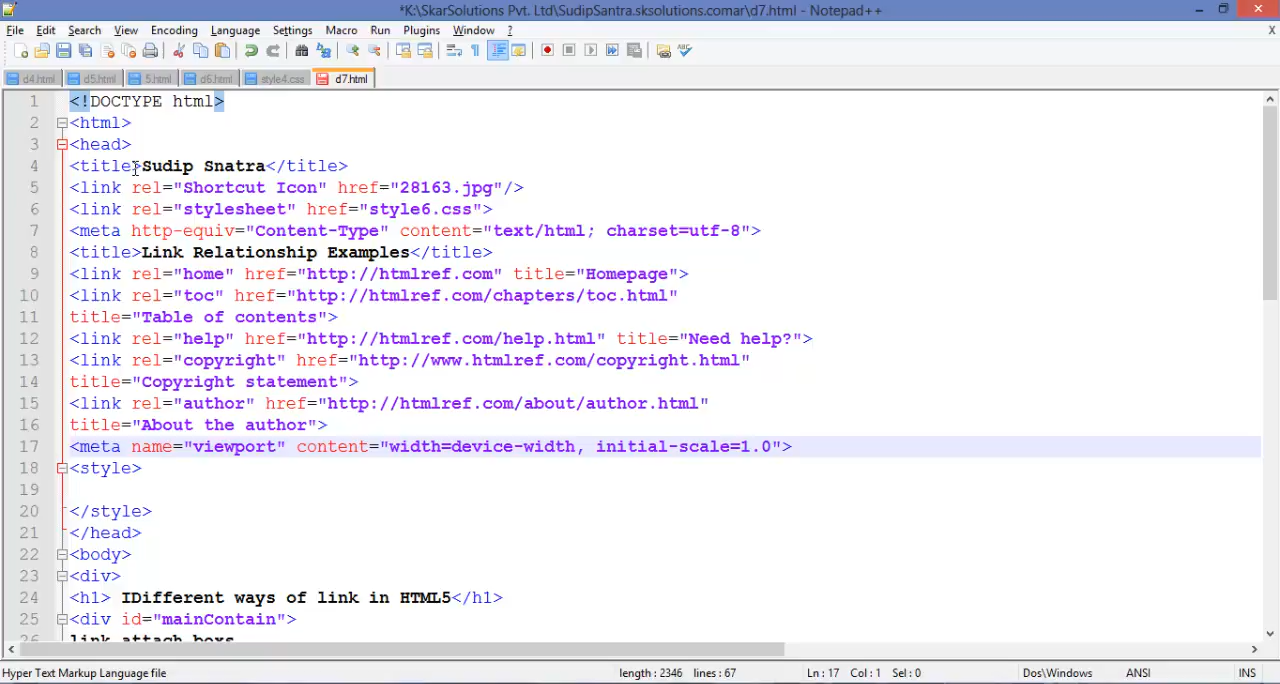 *K:\SkarSolutions Pvt. Ltd\SudipSantra.sksolutions.comar\d7.html - Notepad++
File Edit Search View Encoding Language Settings Macro Run Plugins Window ? X
d4.html d5.html 5.html d6.html style4.css d7.html
1 <!DOCTYPE html>
2 <html>
3 <head>
4 <title>Sudip Snatra</title>
5 <link rel="Shortcut Icon" href="28163.jpg"/>
6 <link rel="stylesheet" href="style6.css">
7 <meta http-equiv="Content-Type" content="text/html; charset=utf-8">
8 <title>Link Relationship Examples</title>
9 <link rel="home" href="http://htmlref.com" title="Homepage">
10 <link rel="toc" href="http://htmlref.com/chapters/toc.html"
11 title="Table of contents">
12 <link rel="help" href="http://htmlref.com/help.html" title="Need help?">
13 <link rel="copyright" href="http://www.htmlref.com/copyright.html"
14 title="Copyright statement">
15 <link rel="author" href="http://htmlref.com/about/author.html"
16 title="About the author">
17 <meta name="viewport" content="width=device-width, initial-scale=1.0">
18 <style>
19
20 </style>
21 </head>
22 <body>
23 <div>
24 <h1> IDifferent ways of link in HTML5</h1>
25 <div id="mainContain">
26 link attach boxs
Hyper Text Markup Language file length : 2346 lines : 67 Ln : 17 Col : 1 Sel : 0 Dos\Windows ANSI INS